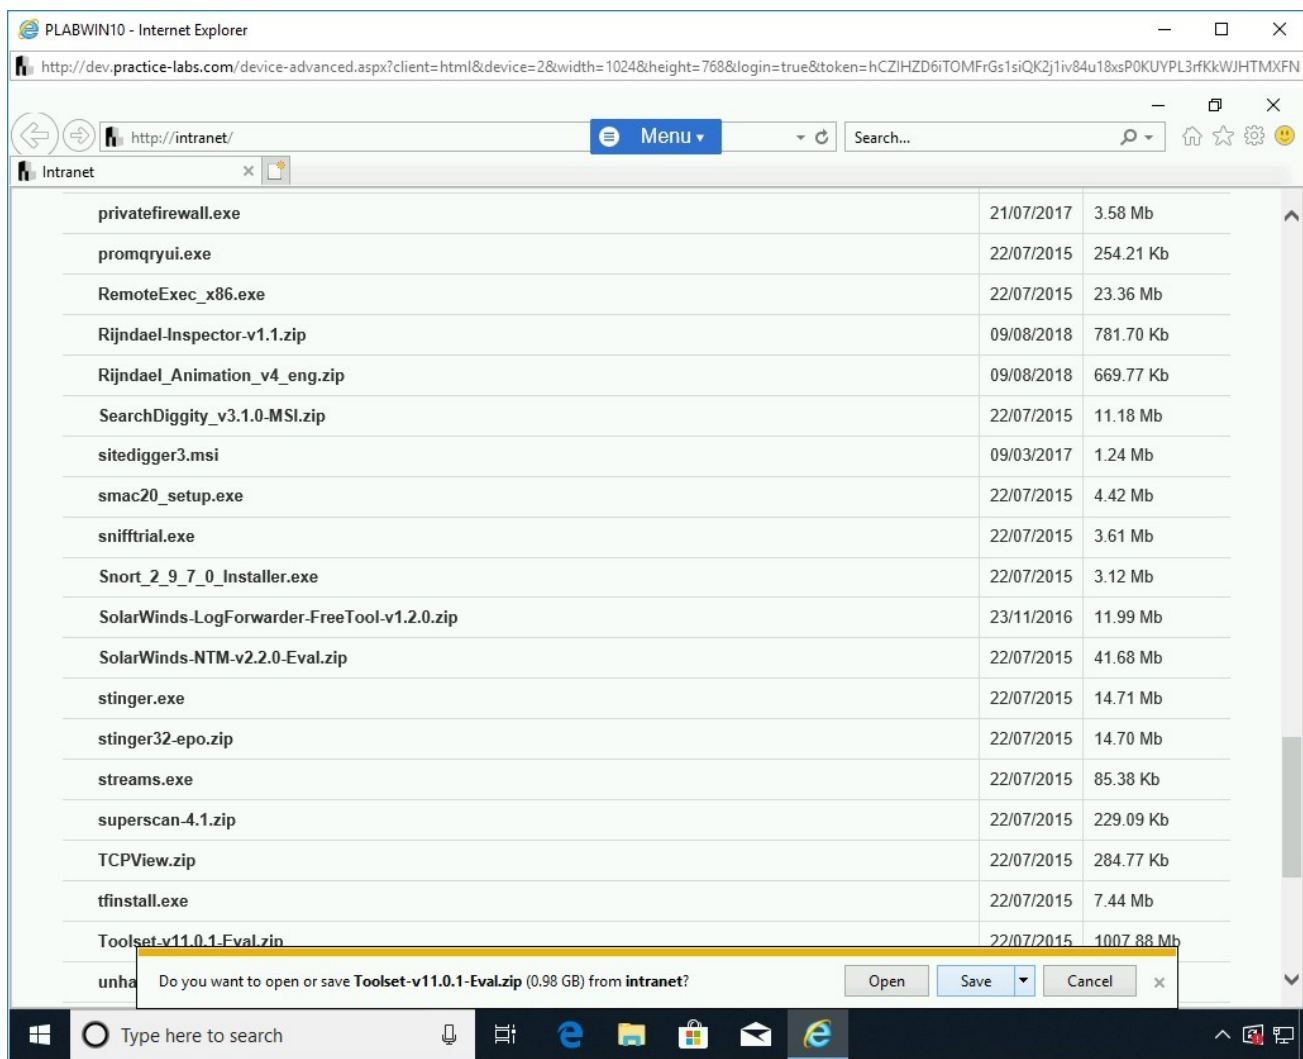 PLABWIN10 - Internet Explorer
http://dev.practice-labs.com/device-advanced.aspx?client=html&device=2&width=1024&height=768&login=true&token=hCZIHZD6iTOMFrGs1siQK2j1iv84u18xsP0KUYPL3rfKkWJHTMXFN
http://intranet/ Menu Search...
Intranet
privatefirewall.exe 21/07/2017 3.58 Mb
promqryui.exe 22/07/2015 254.21 Kb
RemoteExec_x86.exe 22/07/2015 23.36 Mb
Rijndael-Inspector-v1.1.zip 09/08/2018 781.70 Kb
Rijndael_Animation_v4_eng.zip 09/08/2018 669.77 Kb
SearchDiggity_v3.1.0-MSI.zip 22/07/2015 11.18 Mb
sitedigger3.msi 09/03/2017 1.24 Mb
smac20_setup.exe 22/07/2015 4.42 Mb
snifftrial.exe 22/07/2015 3.61 Mb
Snort_2_9_7_0_Installer.exe 22/07/2015 3.12 Mb
SolarWinds-LogForwarder-FreeTool-v1.2.0.zip 23/11/2016 11.99 Mb
SolarWinds-NTM-v2.2.0-Eval.zip 22/07/2015 41.68 Mb
stinger.exe 22/07/2015 14.71 Mb
stinger32-epo.zip 22/07/2015 14.70 Mb
streams.exe 22/07/2015 85.38 Kb
superscan-4.1.zip 22/07/2015 229.09 Kb
TCPView.zip 22/07/2015 284.77 Kb
tfinstall.exe 22/07/2015 7.44 Mb
Toolset-v11.0.1-Eval.zip 22/07/2015 1007.88 Mb
unha
Do you want to open or save Toolset-v11.0.1-Eval.zip (0.98 GB) from intranet? Open Save Cancel
Type here to search